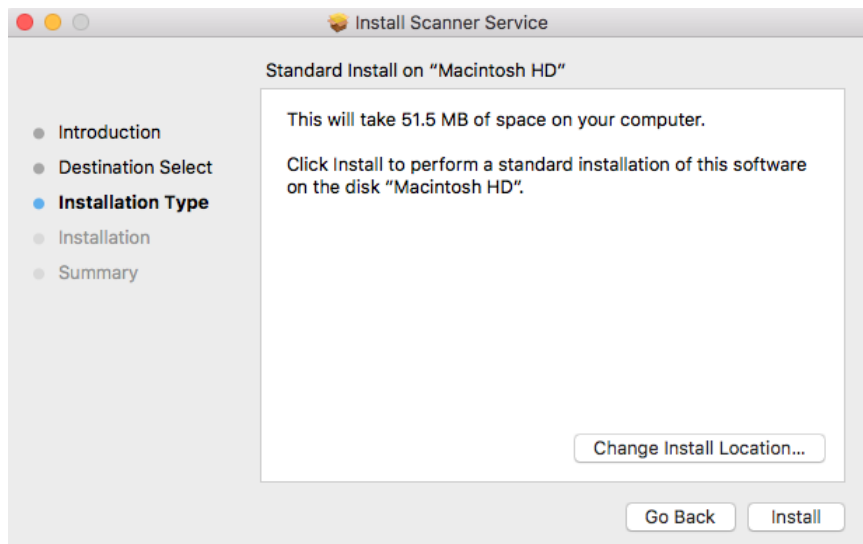 Install Scanner Service
Standard Install on “Macintosh HD”
Introduction
Destination Select
Installation Type
Installation
Summary
This will take 51.5 MB of space on your computer.
Click Install to perform a standard installation of this software
on the disk “Macintosh HD”.
Change Install Location...
Go Back
Install